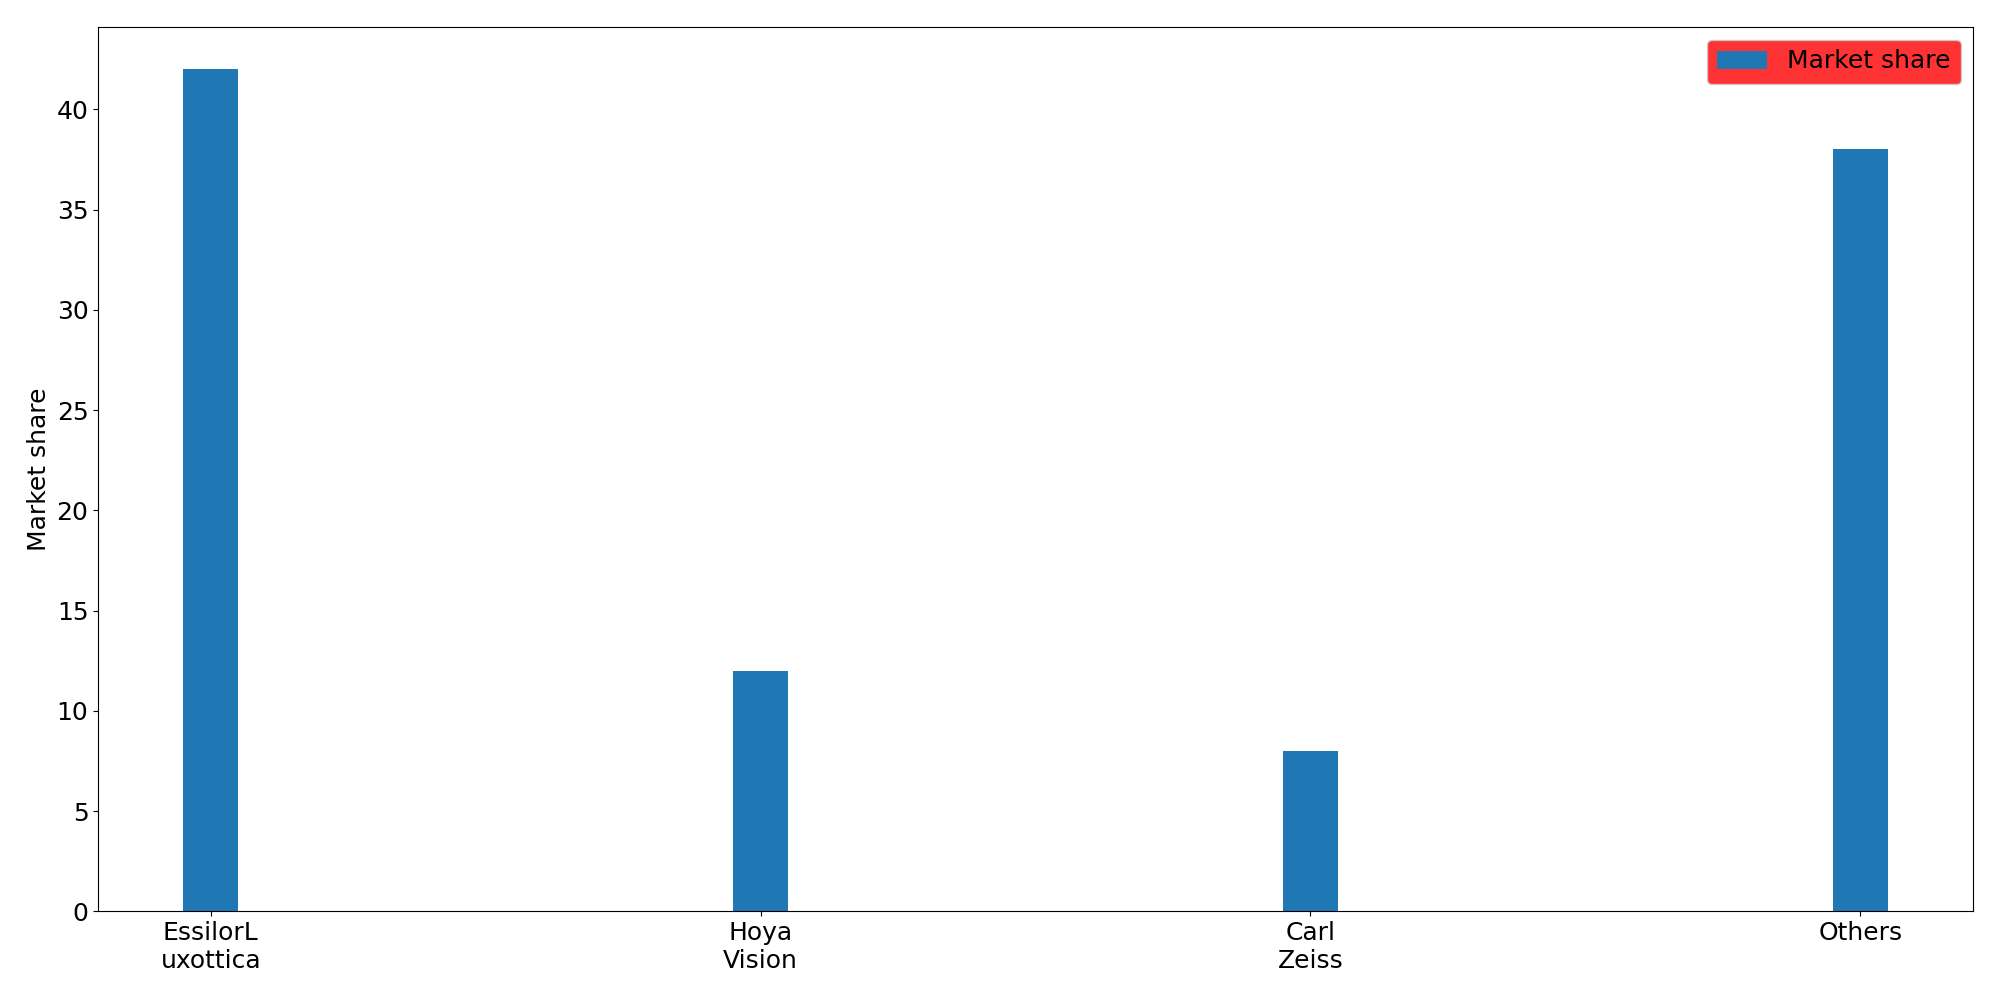 Market share
40
35
30
25
20
15
10
5
0
Market share
EssilorL
uxottica
Hoya
Vision
Carl
Zeiss
Others